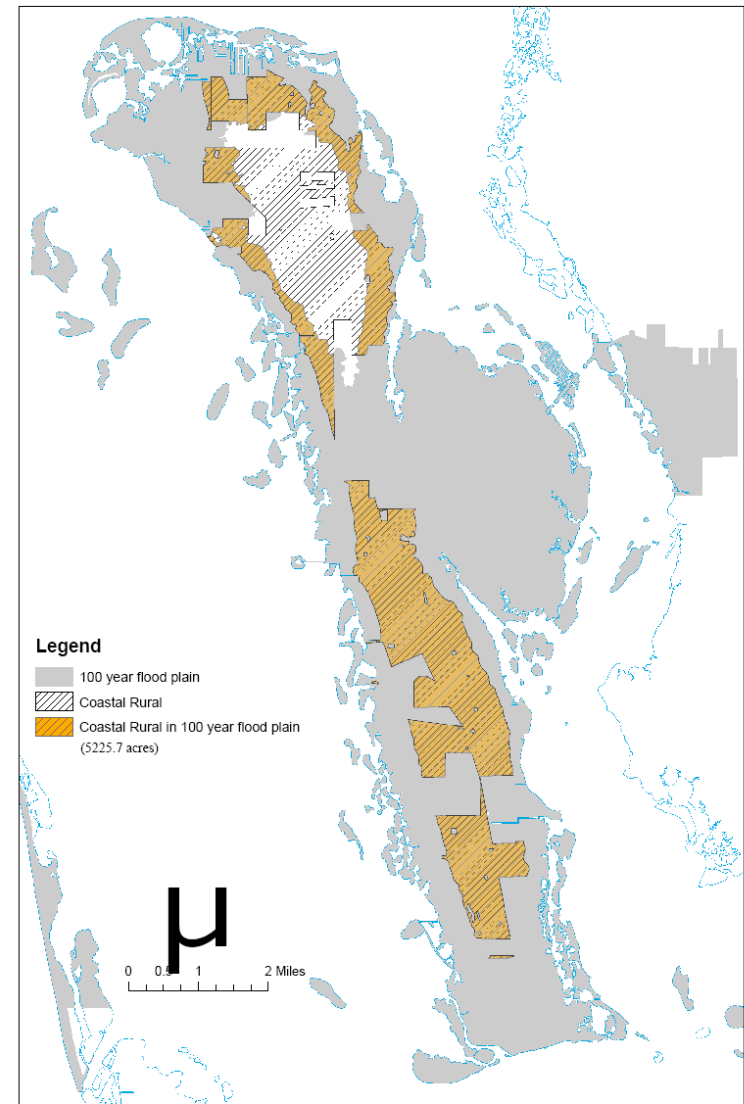 Legend
100 year flood plain
Coastal Rural
Coastal Rural in 100 year flood plain
(5225.7 acres)
µ
0 0.5 1 2 Miles